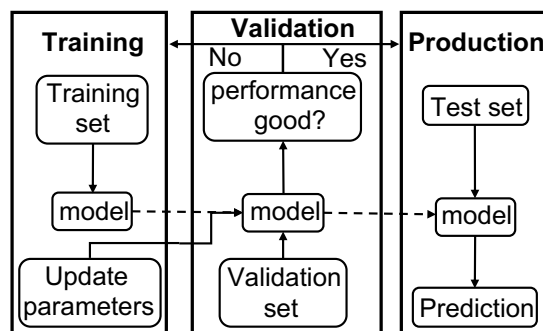 Training
Training
set
model
Update
parameters
Validation
No
Yes
performance
good?
model
Validation
set
Production
Test set
model
Prediction